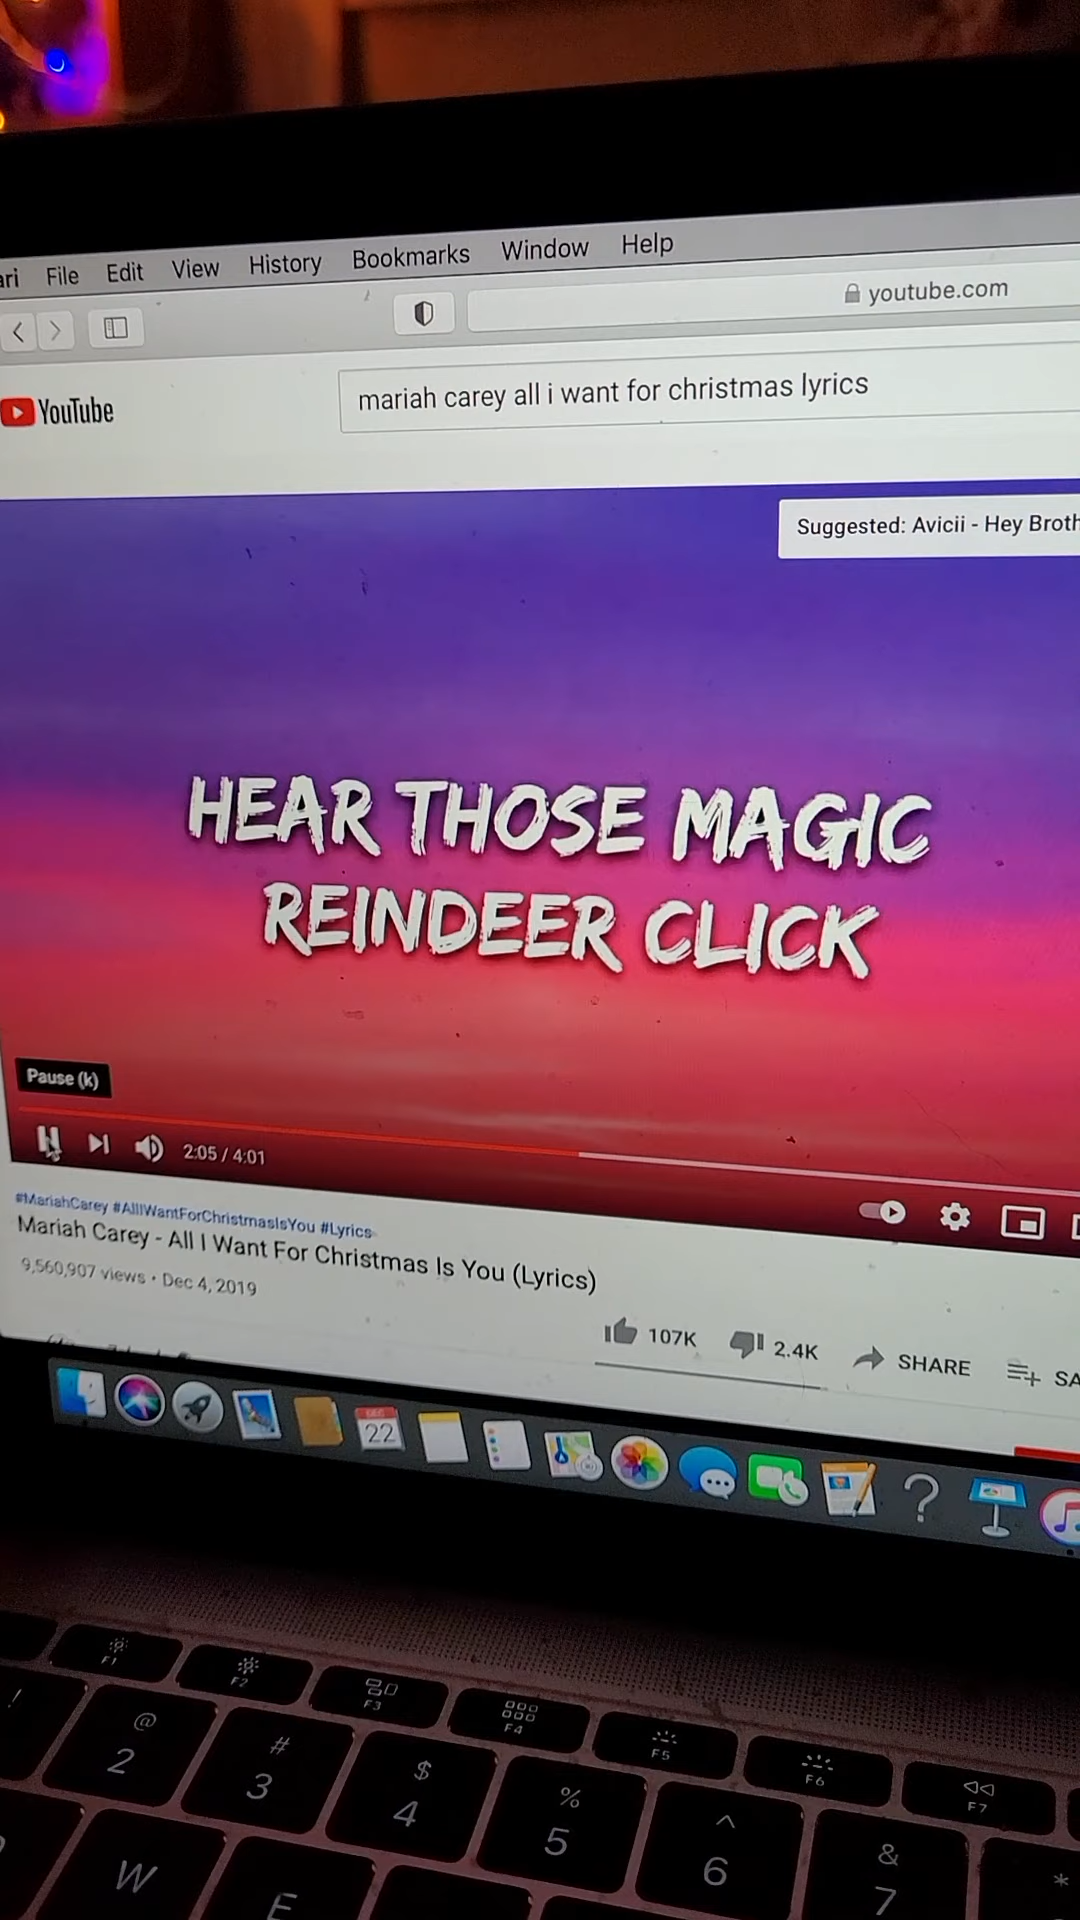 ari File Edit View History Bookmarks Window Help
youtube.com
YouTube
mariah carey all i want for christmas lyrics
Suggested: Avicii - Hey Broth
HEAR THOSE MAGIC
REINDEER CLICK
Pause (k)
2:05 / 4:01
#MariahCarey #AllIWantForChristmasIsYou #Lyrics
Mariah Carey - All I Want For Christmas Is You (Lyrics)
9,560,907 views • Dec 4, 2019
107K 2.4K SHARE SA
DEC
22
F1 F2 F3 F4 F5 F6 F7
! @ # $ % ^ & *
2 3 4 5 6 7
W E